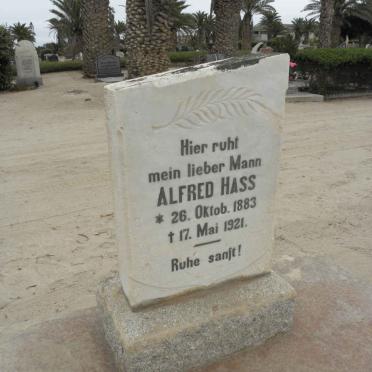 Hier ruht
mein lieber Mann
ALFRED HASS
* 26. Oktob. 1883
† 17. Mai 1921.
Ruhe sanft!